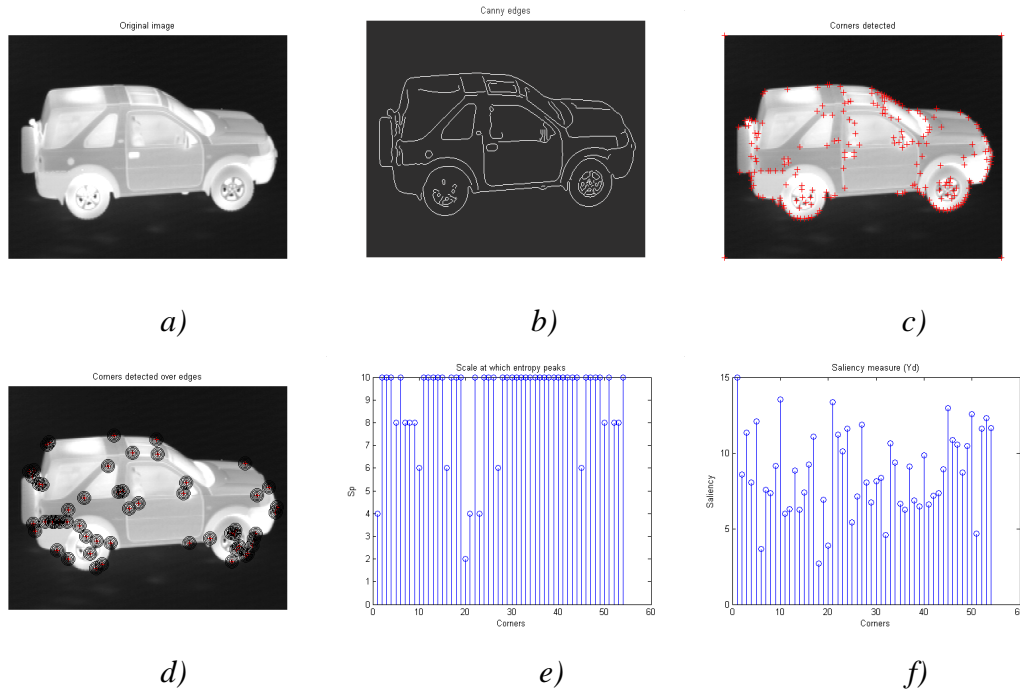 Original image
Canny edges
Corners detected
a)
b)
c)
Corners detected over edges
Scale at which entropy peaks
Saliency measure (Yd)
10
9
8
7
6
5
4
3
2
1
0
Sp
0 10 20 30 40 50 60
Corners
15
10
5
0
Saliency
0 10 20 30 40 50 60
Corners
d)
e)
f)